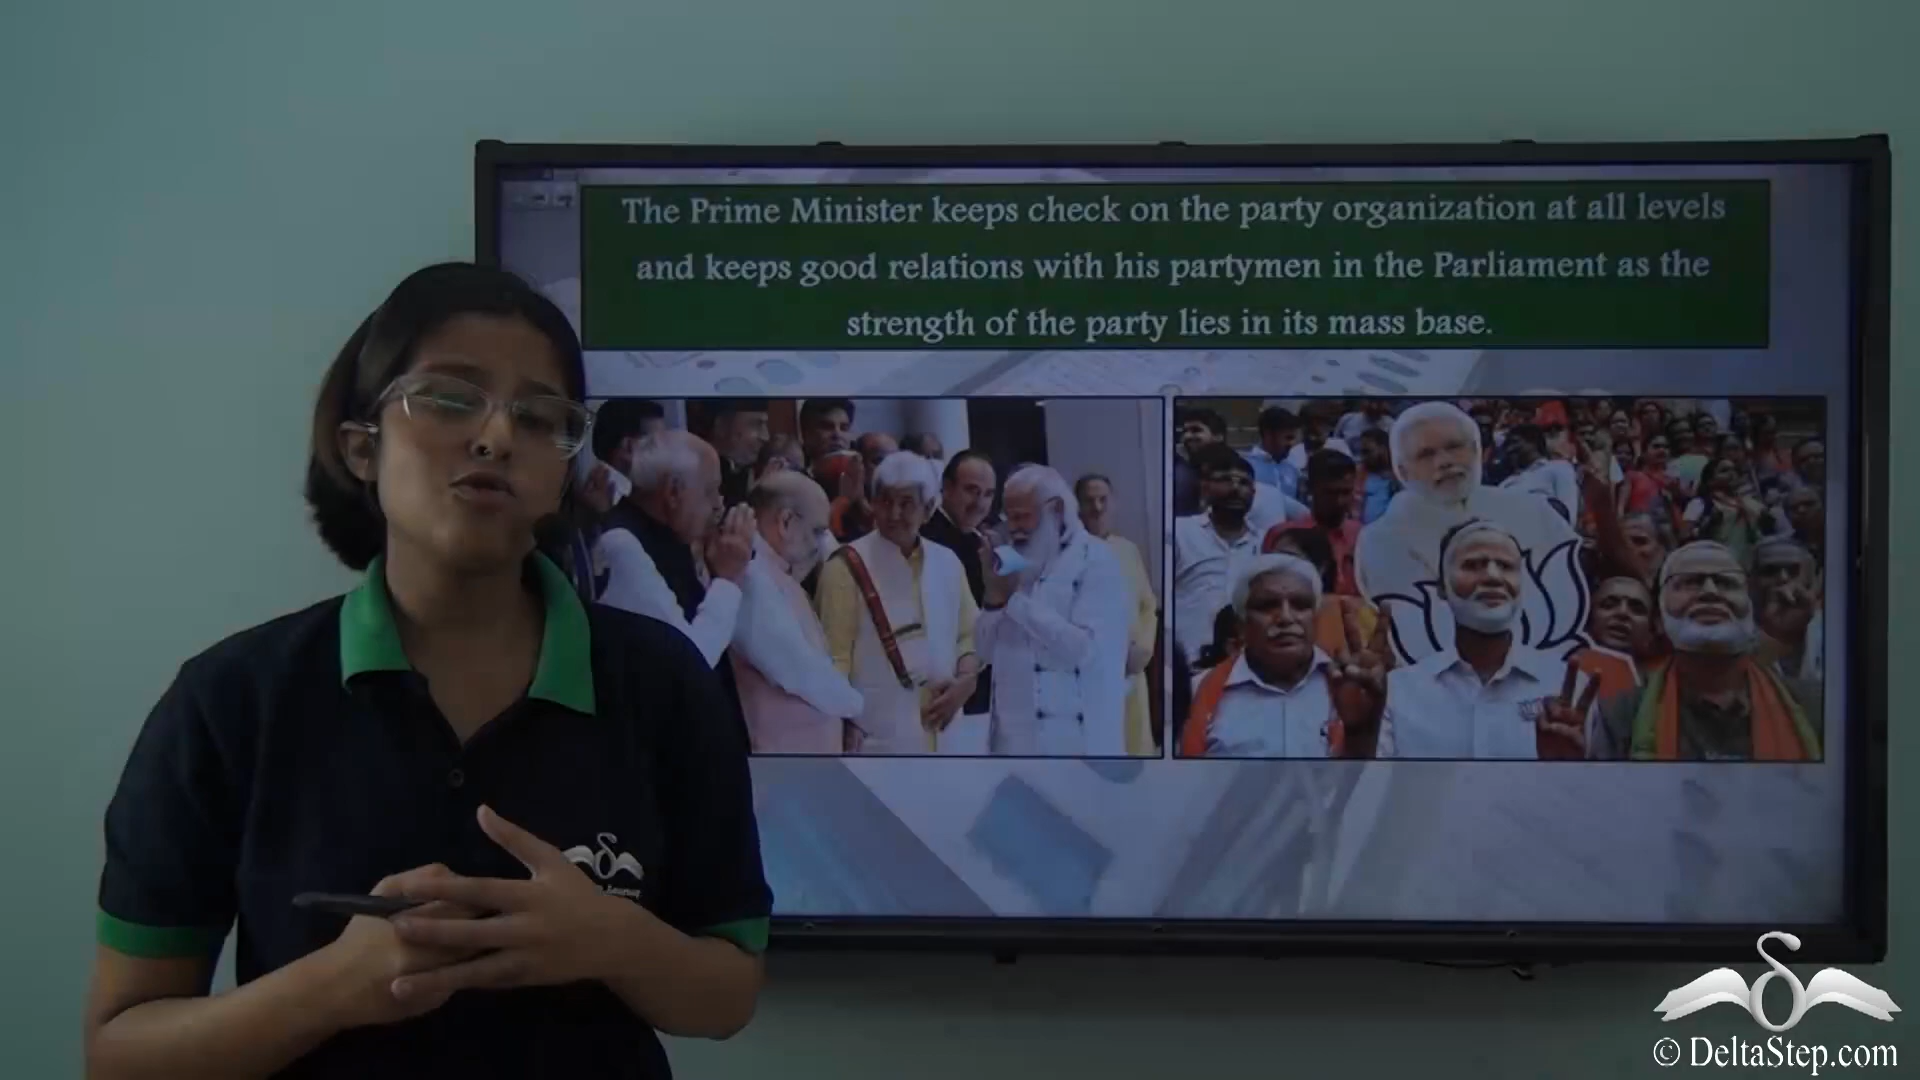 The Prime Minister keeps check on the party organization at all levels
and keeps good relations with his partymen in the Parliament as the
strength of the party lies in its mass base.
© DeltaStep.com